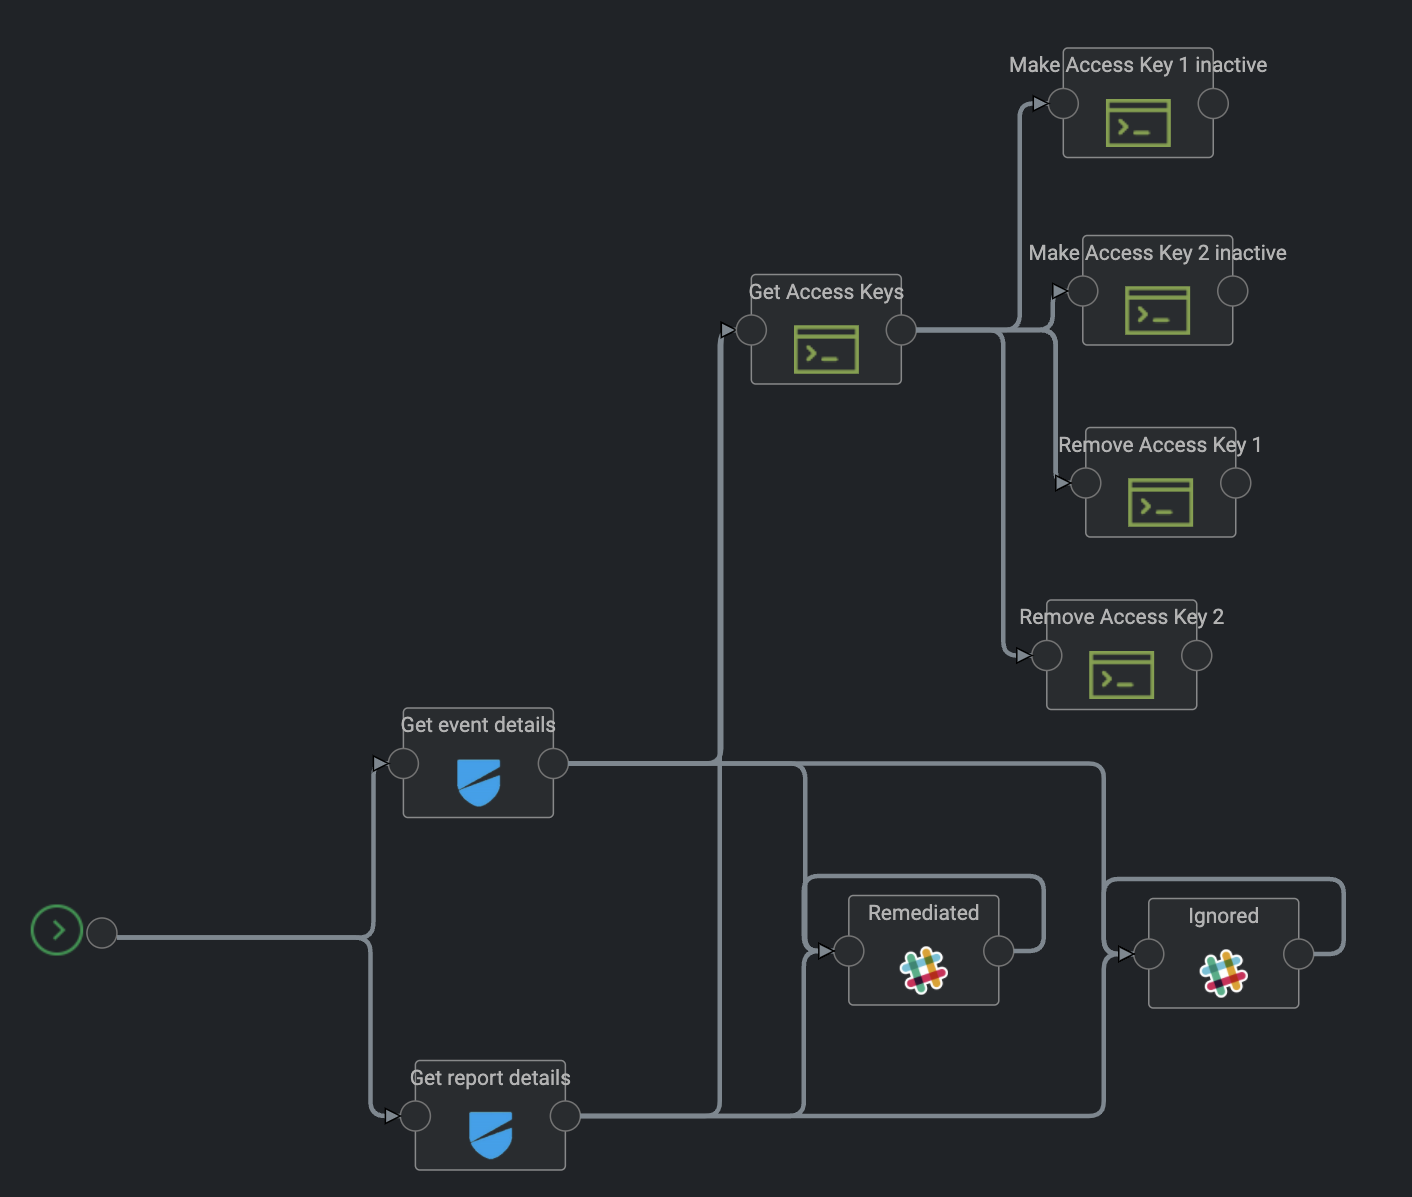 Make Access Key 1 inactive
Make Access Key 2 inactive
Get Access Keys
Remove Access Key 1
Remove Access Key 2
Get event details
Remediated
Ignored
Get report details